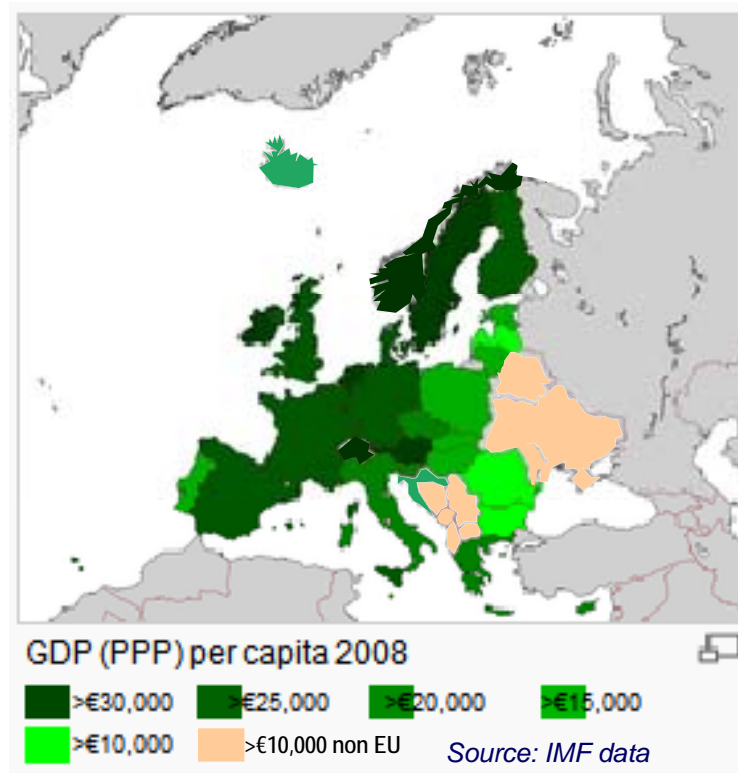 GDP (PPP) per capita 2008
>€30,000 >€25,000 >€20,000 >€15,000
>€10,000 >€10,000 non EU Source: IMF data